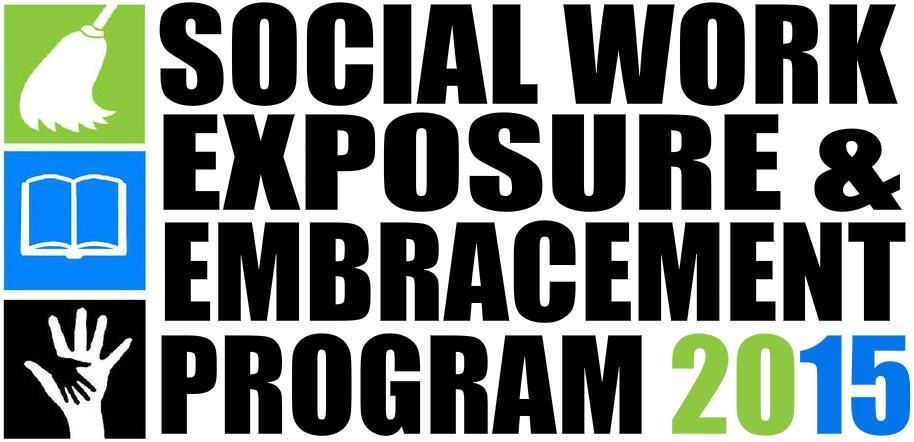 SOCIAL WORK
EXPOSURE &
EMBRACEMENT
PROGRAM 2015